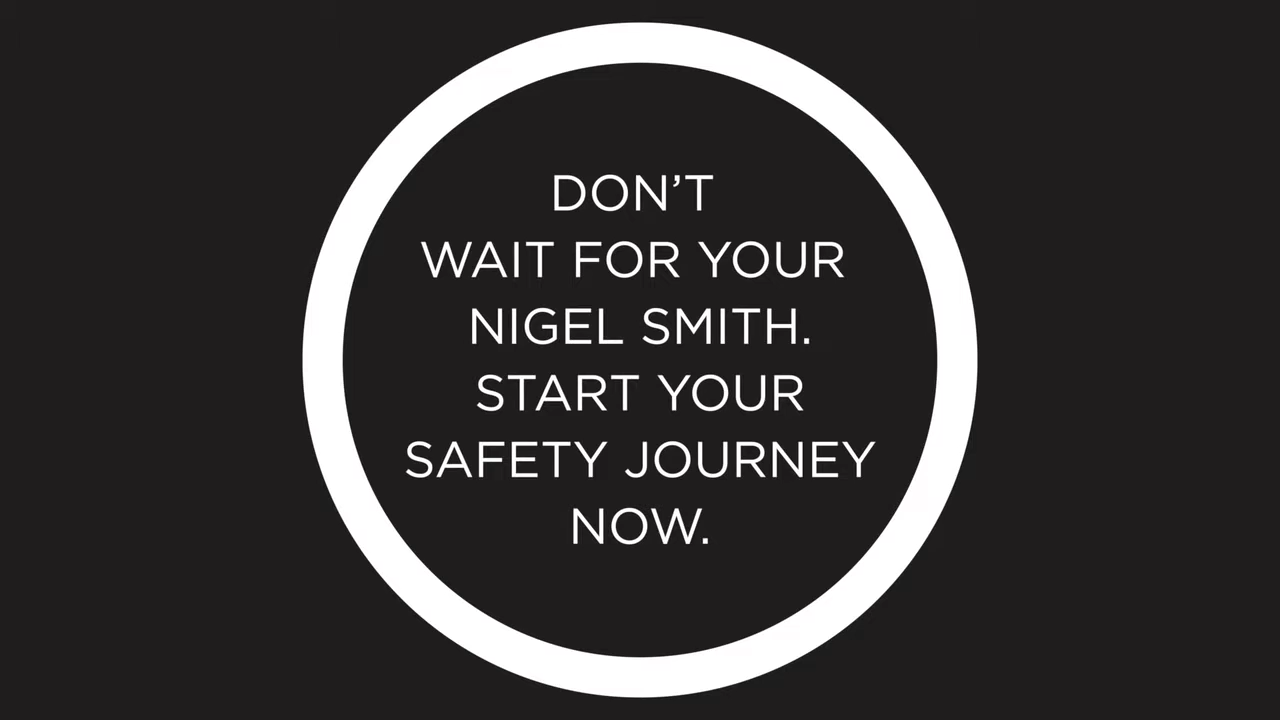 DON’T
WAIT FOR YOUR
NIGEL SMITH.
START YOUR
SAFETY JOURNEY
NOW.